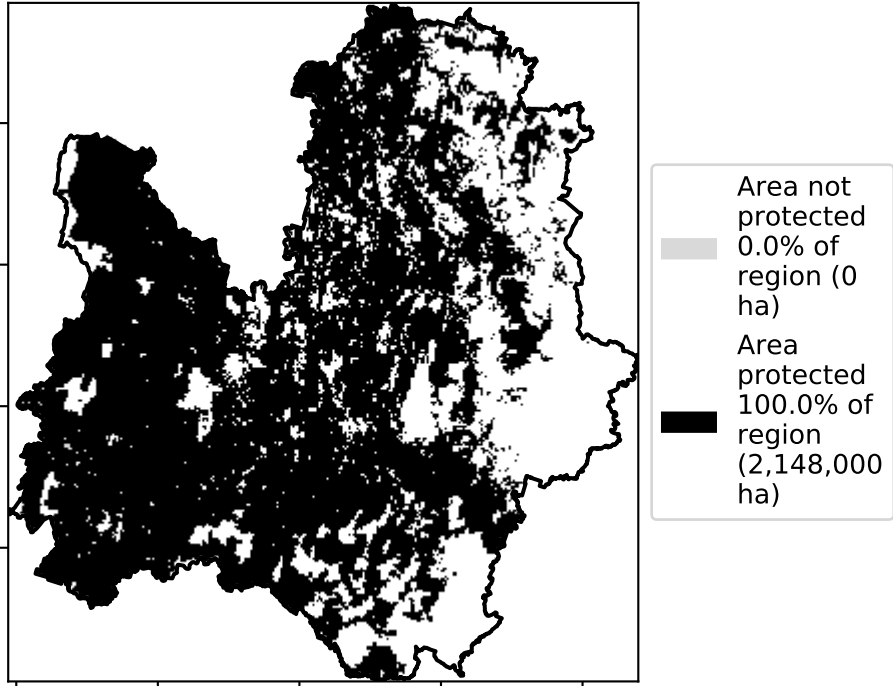 Area not
protected
0.0% of
region (0
ha)
Area
protected
100.0% of
region
(2,148,000
ha)